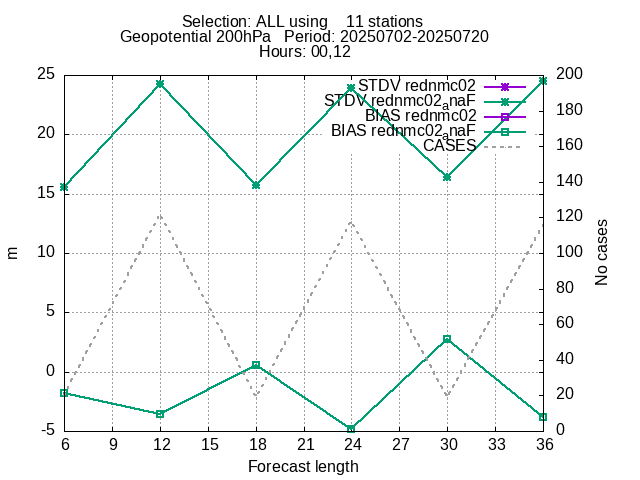 Selection: ALL using 11 stations
Geopotential 200hPa Period: 20250702-20250720
Hours: 00,12
25 200
STDV rednmc02
STDV rednmc02anaF
180
BIAS rednmc02
20 BIAS rednmc02anaF
CASES 160
15 140
120
m 10 100 No cases
80
5 60
0 40
20
-5 0
6 9 12 15 18 21 24 27 30 33 36
Forecast length